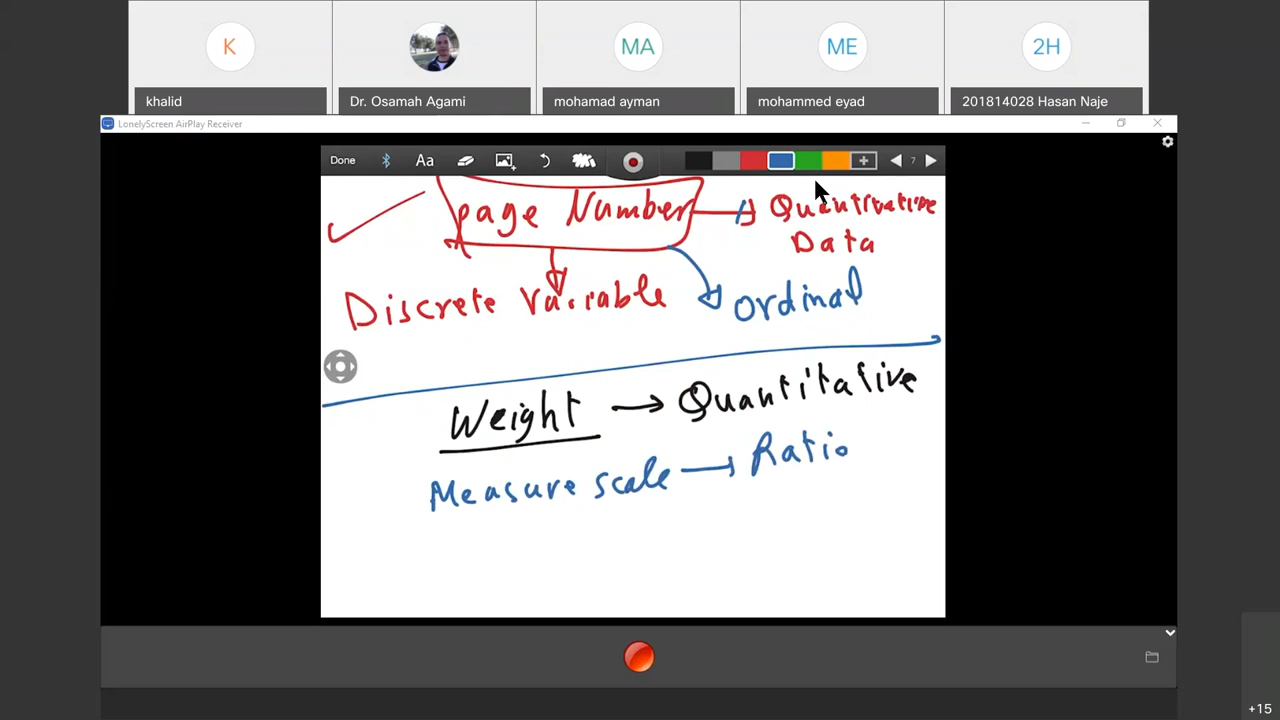 K
MA
ME
2H
khalid
Dr. Osamah Agami
mohamad ayman
mohammed eyad
201814028 Hasan Naje
LonelyScreen AirPlay Receiver
Done
Aa
7
page Number
Quantitative
Data
Discrete Variable
Ordinal
Weight → Quantitative
Measure scale → Ratio
+15